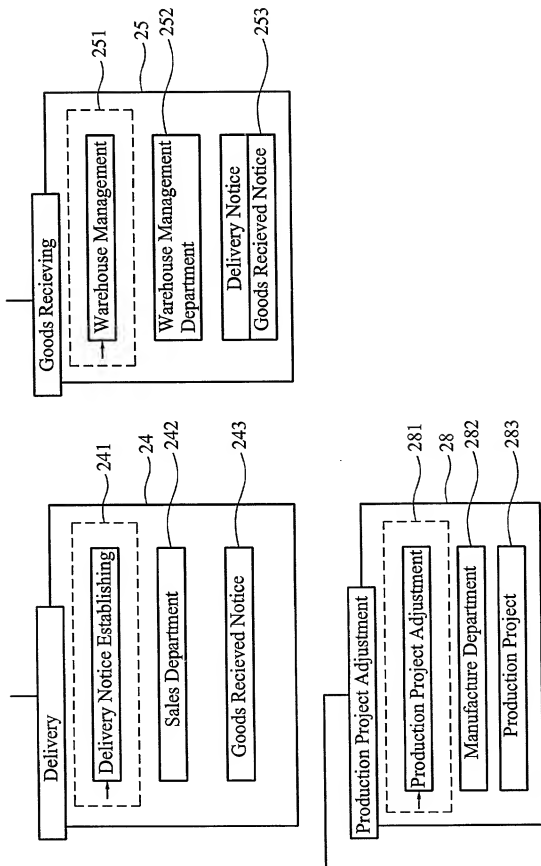 Delivery
Delivery Notice Establishing
Sales Department
Goods Recieved Notice
241
24
242
243
Goods Recieving
Warehouse Management
Warehouse Management
Department
Delivery Notice
Goods Recieved Notice
251
25
252
253
Production Project Adjustment
Production Project Adjustment
Manufacture Department
Production Project
281
28
282
283